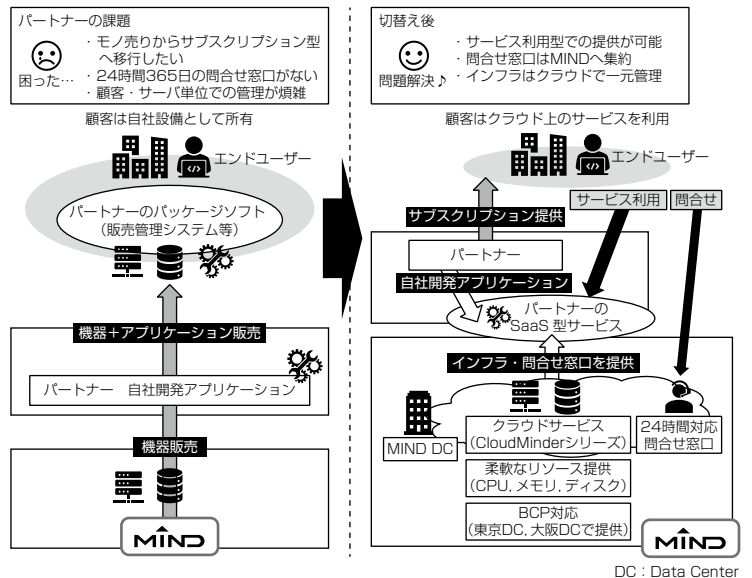 パートナーの課題
困った…
・モノ売りからサブスクリプション型
へ移行したい
・24時間365日の問合せ窓口がない
・顧客・サーバ単位での管理が煩雑
顧客は自社設備として所有
エンドユーザー
パートナーのパッケージソフト
(販売管理システム等)
機器+アプリケーション販売
パートナー 自社開発アプリケーション
機器販売
MIND
切替え後
問題解決♪
・サービス利用型での提供が可能
・問合せ窓口はMINDへ集約
・インフラはクラウドで一元管理
顧客はクラウド上のサービスを利用
エンドユーザー
サービス利用
問合せ
サブスクリプション提供
パートナー
自社開発アプリケーション
パートナーの
SaaS型サービス
インフラ・問合せ窓口を提供
MIND DC
クラウドサービス
(CloudMinderシリーズ)
24時間対応
問合せ窓口
柔軟なリソース提供
(CPU, メモリ, ディスク)
BCP対応
(東京DC, 大阪DCで提供)
MIND
DC:Data Center